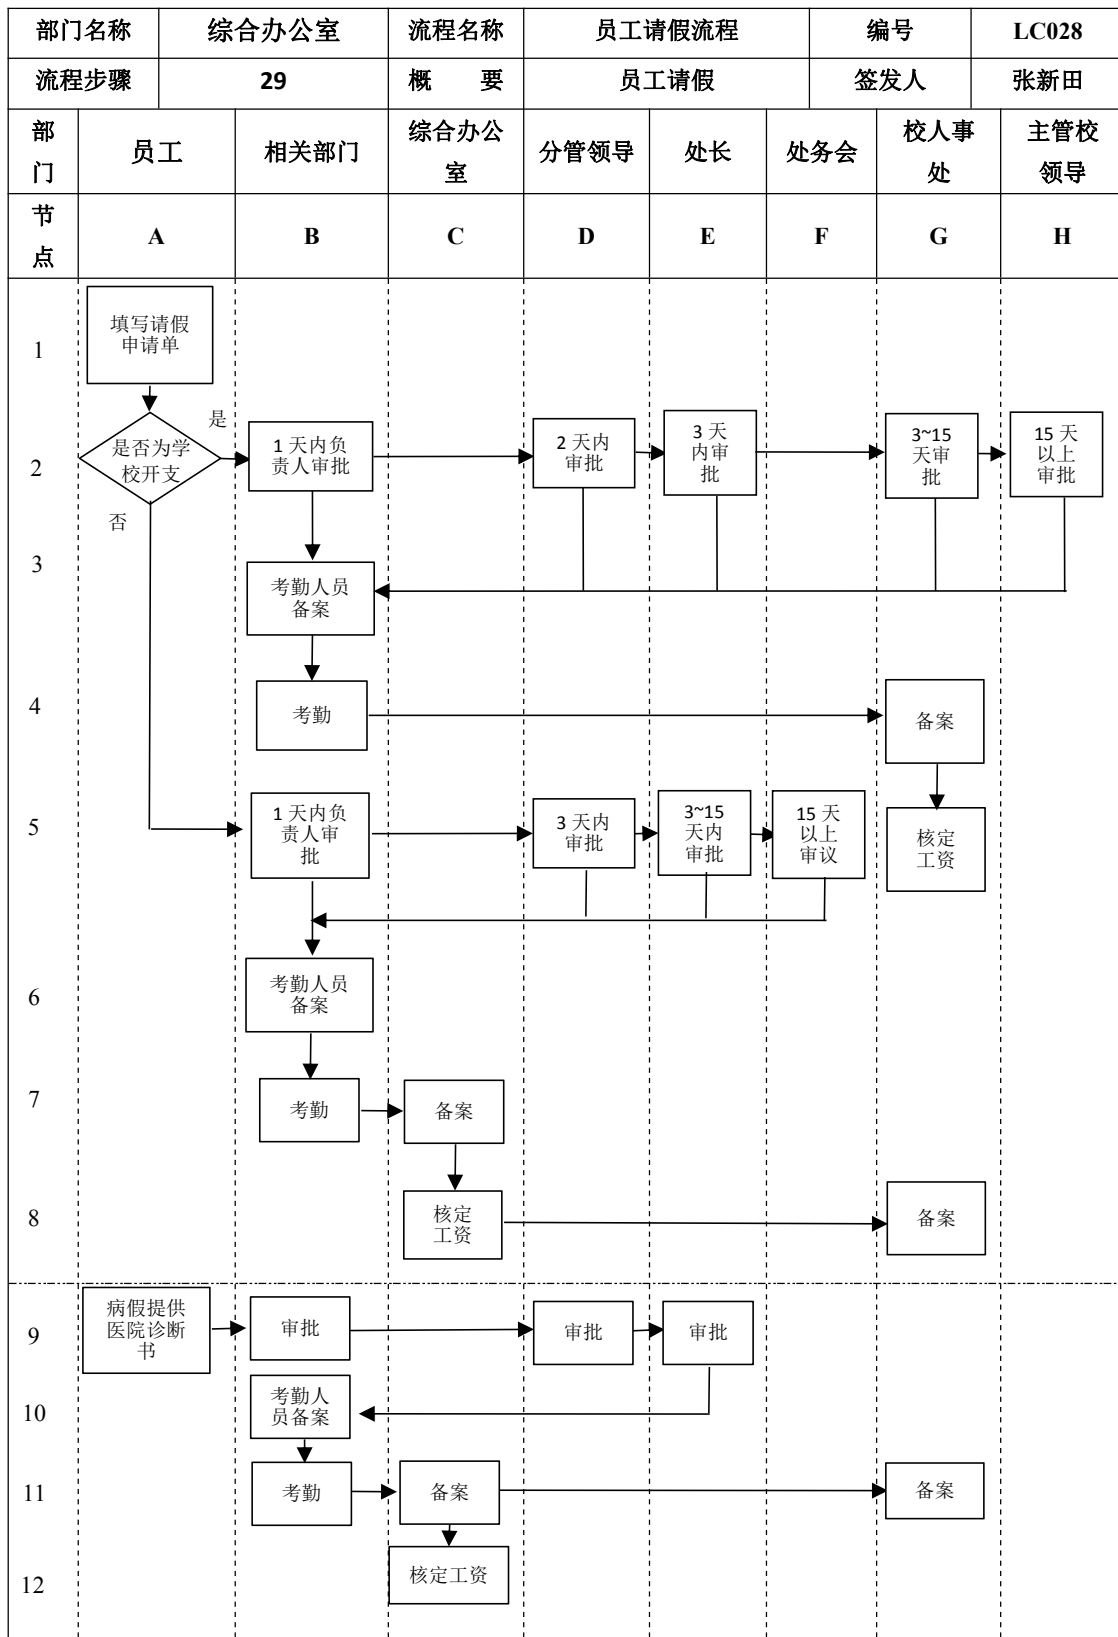 部门名称 综合办公室 流程名称 员工请假流程 编号 LC028
流程步骤 29 概 要 员工请假 签发人 张新田
部
门
员工
相关部门
综合办公
室
分管领导
处长
处务会
校人事
处
主管校
领导
节
点
A B C D E F G H
1
填写请假
申请单
2
是否为学
校开支
是
否
1 天内负
责人审批
2 天内
审批
3 天
内审
批
3~15
天审
批
15 天
以上
审批
3
考勤人员
备案
4
考勤
备案
5
1 天内负
责人审
批
3 天内
审批
3~15
天内
审批
15 天
以上
审议
核定
工资
6
考勤人员
备案
7
考勤
备案
8
核定
工资
备案
9
病假提供
医院诊断
书
审批
审批
审批
10
考勤人
员备案
11
考勤
备案
备案
12
核定工资